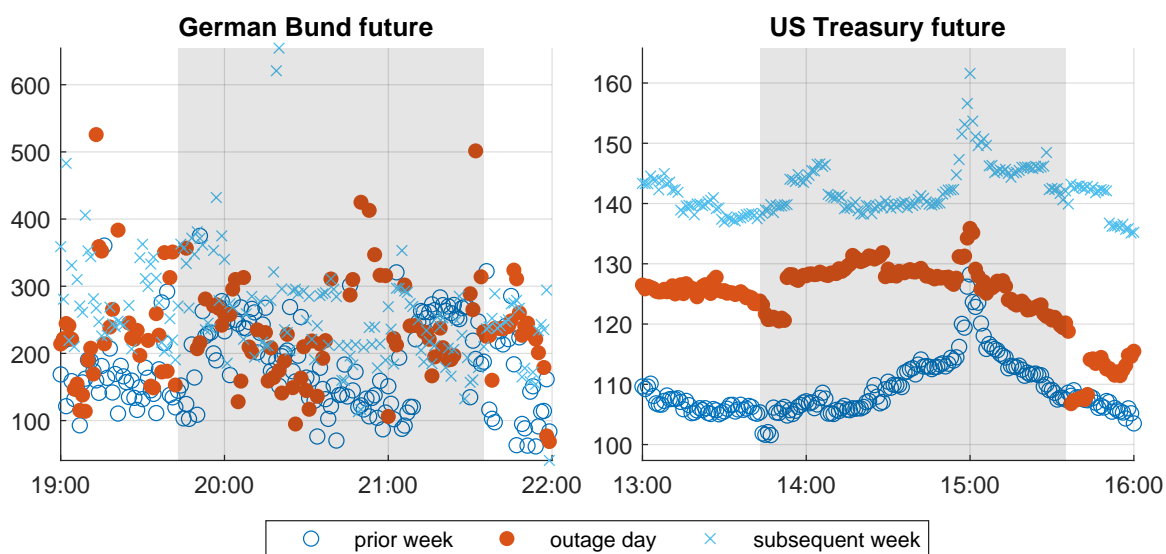 German Bund future
600
500
400
300
200
100
19:00 20:00 21:00 22:00
US Treasury future
160
150
140
130
120
110
100
13:00 14:00 15:00 16:00
prior week outage day subsequent week